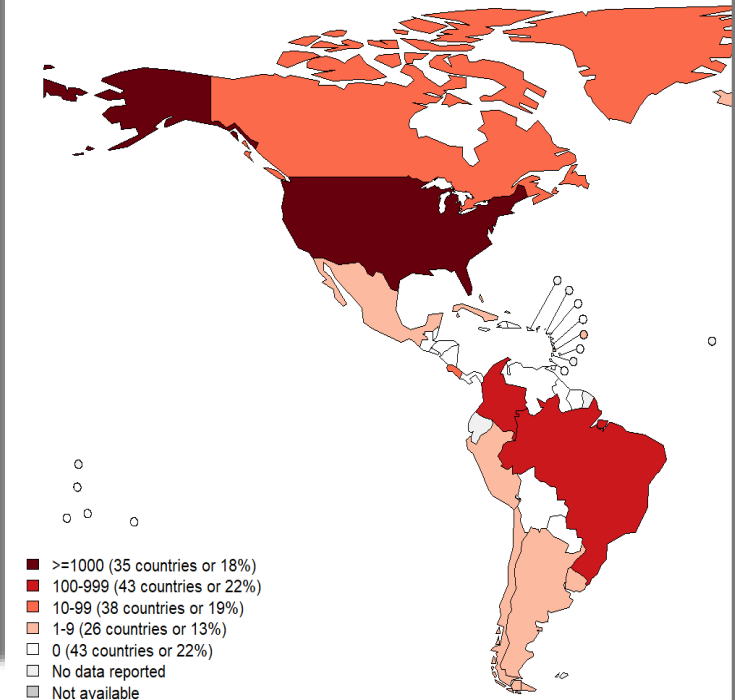 >=1000 (35 countries or 18%)
100-999 (43 countries or 22%)
10-99 (38 countries or 19%)
1-9 (26 countries or 13%)
0 (43 countries or 22%)
No data reported
Not available